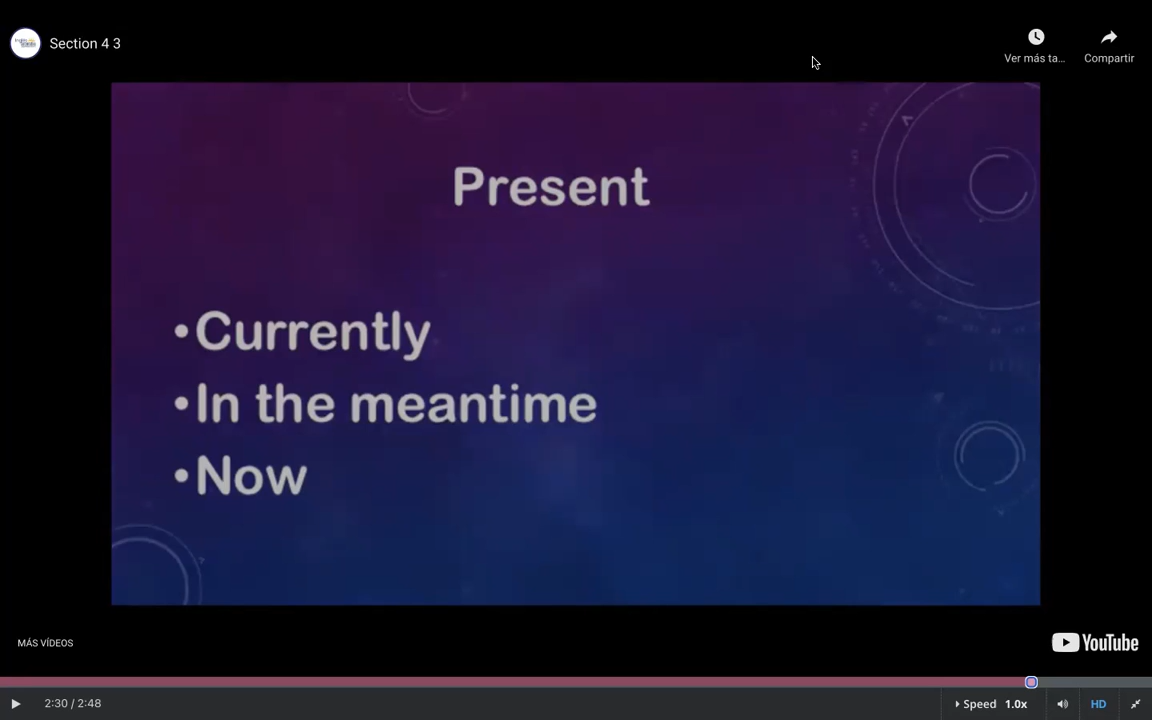 Section 4 3
Ver más ta...
Compartir
Present
•Currently
•In the meantime
•Now
MÁS VÍDEOS
YouTube
2:30 / 2:48
Speed 1.0x
HD